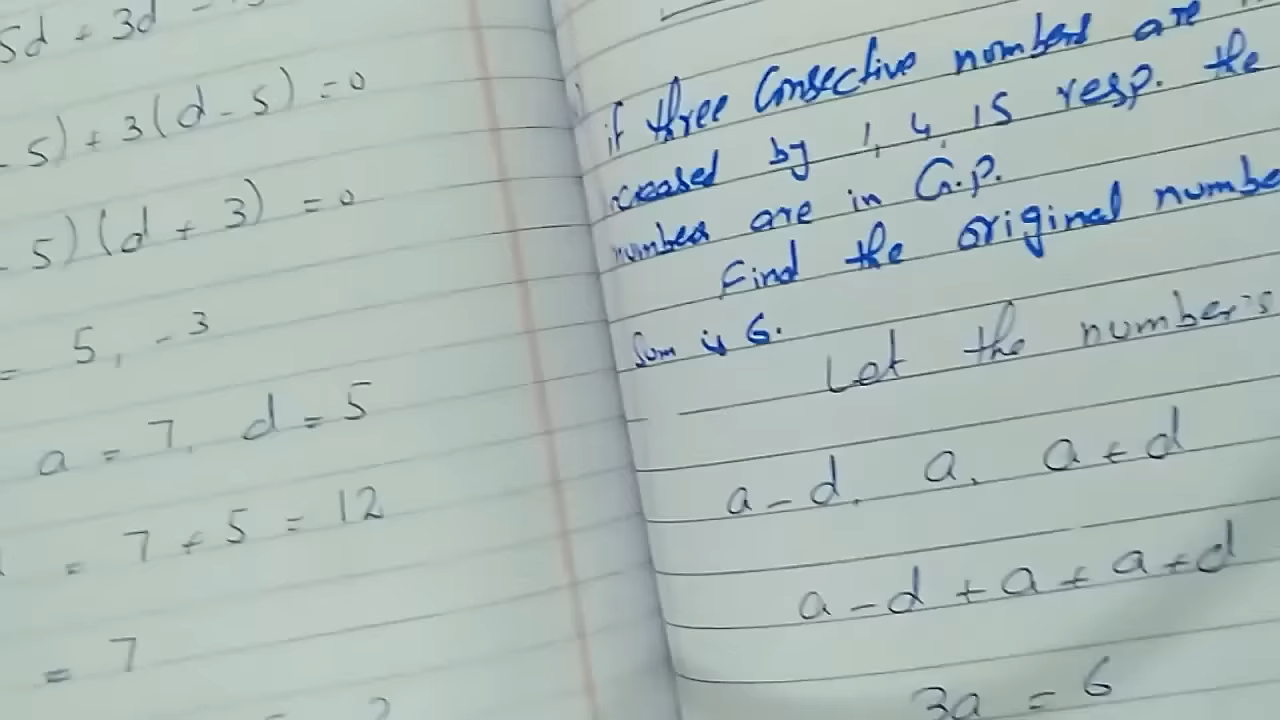 5d + 3d -
5) + 3(d - 5) = 0
5) (d + 3) = 0
= 5, -3
a = 7, d = 5
= 7 + 5 = 12
= 7
if three Consective numbers are
creased by 1, 4, 15 resp. the
numbers are in G.P.
Find the original numbe
Sum is 6.
Let the number's
a - d, a, a + d
a - d + a + a + d
3a = 6